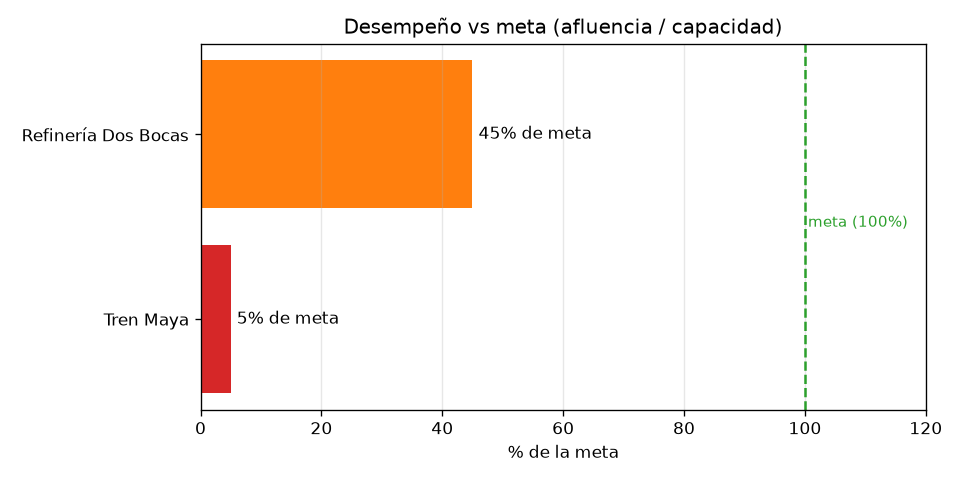 Desempeño vs meta (afluencia / capacidad)
Refinería Dos Bocas
45% de meta
meta (100%)
Tren Maya
5% de meta
0 20 40 60 80 100 120
% de la meta